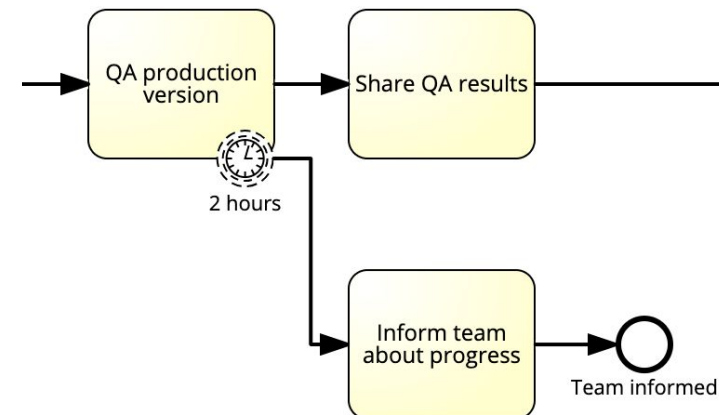 QA production
version
Share QA results
2 hours
Inform team
about progress
Team informed